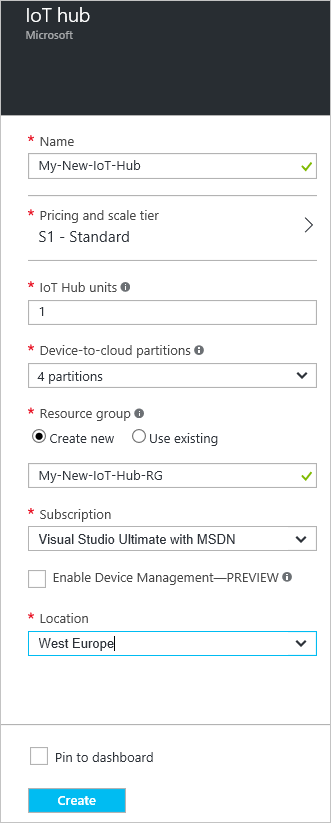 IoT hub
Microsoft
* Name
My-New-IoT-Hub
* Pricing and scale tier
S1 - Standard
* IoT Hub units
1
* Device-to-cloud partitions
4 partitions
* Resource group
Create new Use existing
My-New-IoT-Hub-RG
* Subscription
Visual Studio Ultimate with MSDN
Enable Device Management—PREVIEW
* Location
West Europe
Pin to dashboard
Create